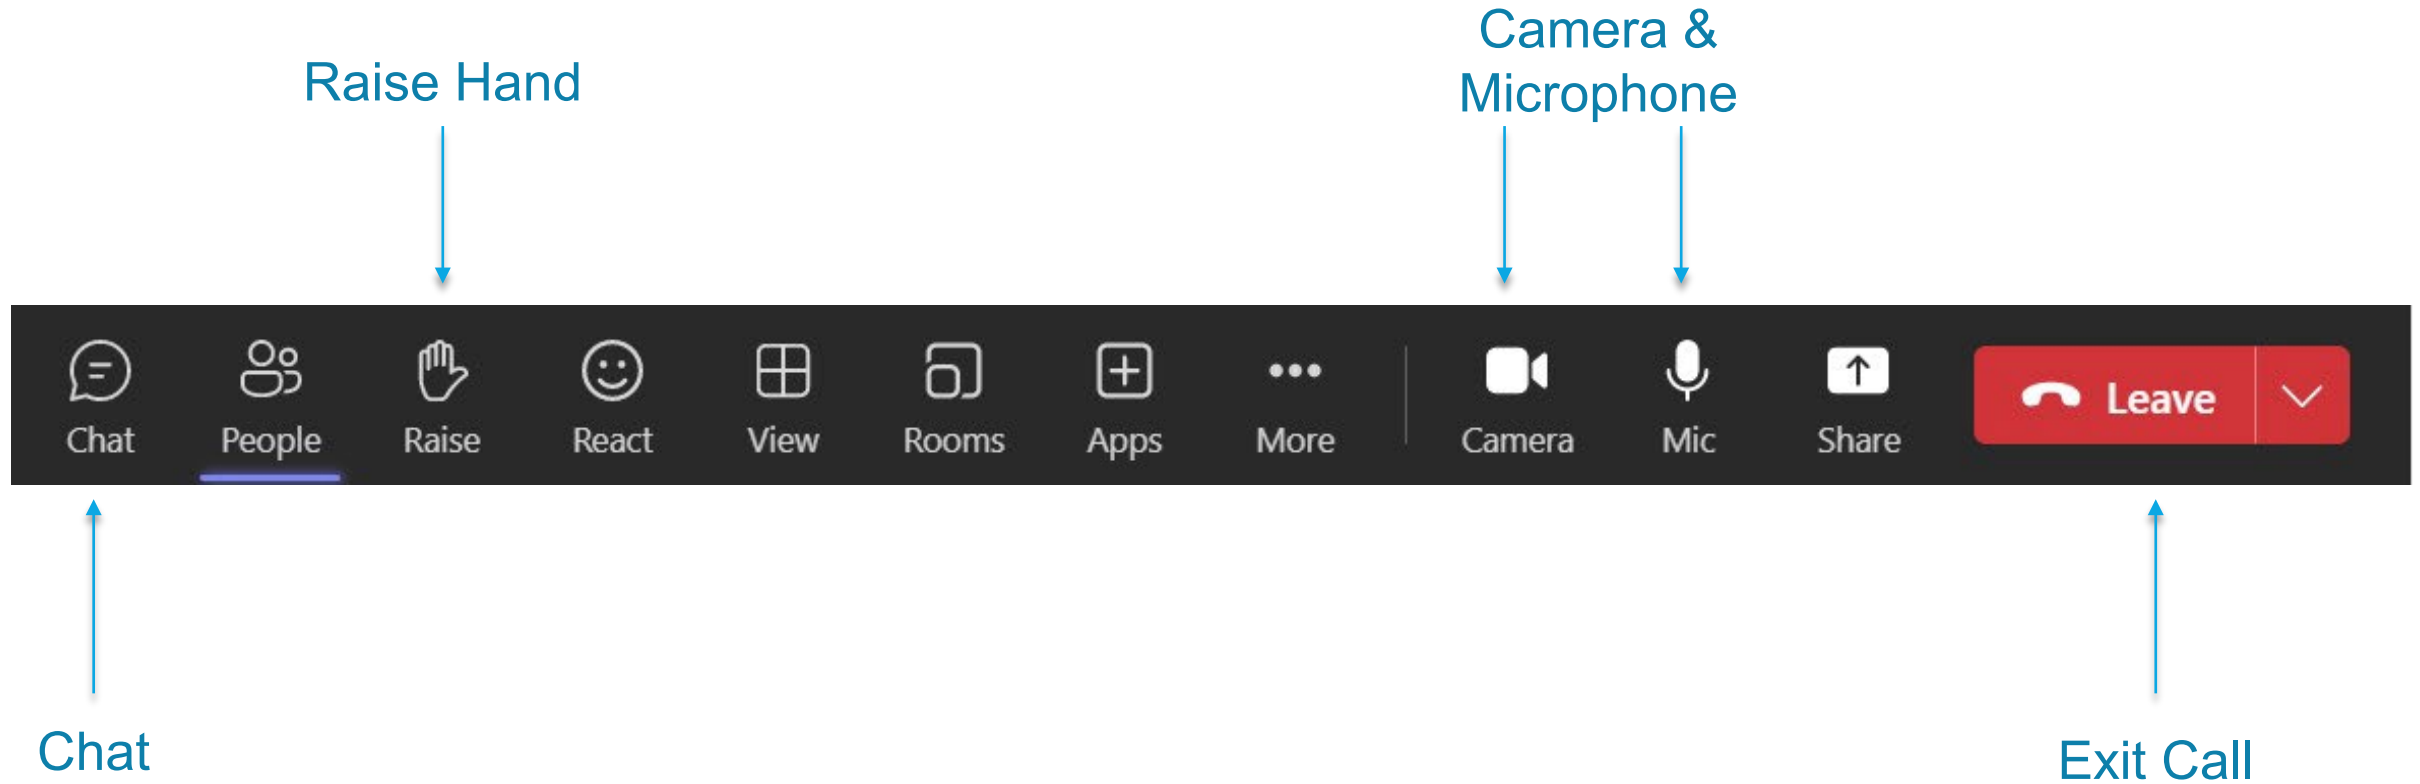 Camera &
Microphone
Raise Hand
Chat
People
Raise
React
View
Rooms
Apps
More
Camera
Mic
Share
Leave
Chat
Exit Call